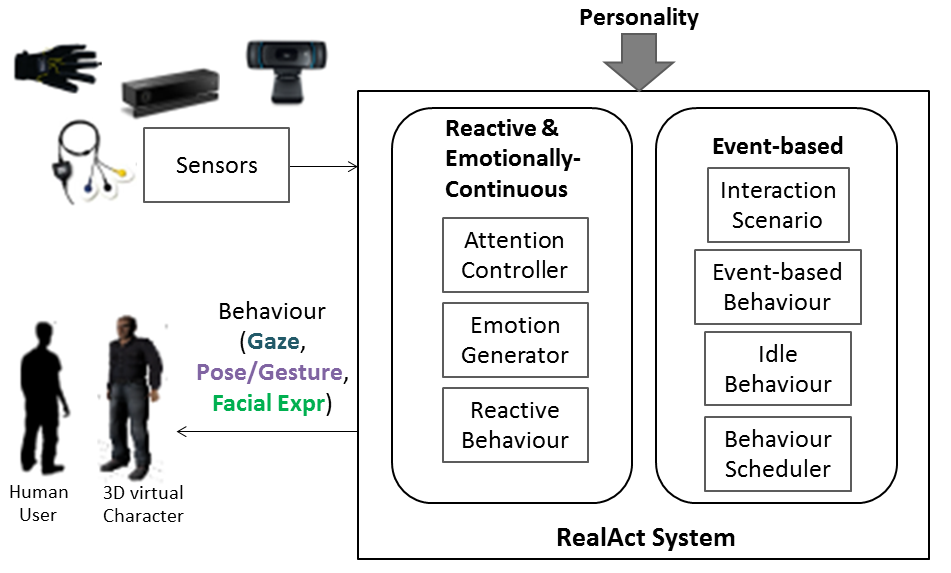 Personality
Sensors
Reactive &
Emotionally-
Continuous
Attention
Controller
Emotion
Generator
Reactive
Behaviour
Event-based
Interaction
Scenario
Event-based
Behaviour
Idle
Behaviour
Behaviour
Scheduler
RealAct System
Behaviour
(Gaze,
Pose/Gesture,
Facial Expr)
Human
User
3D virtual
Character